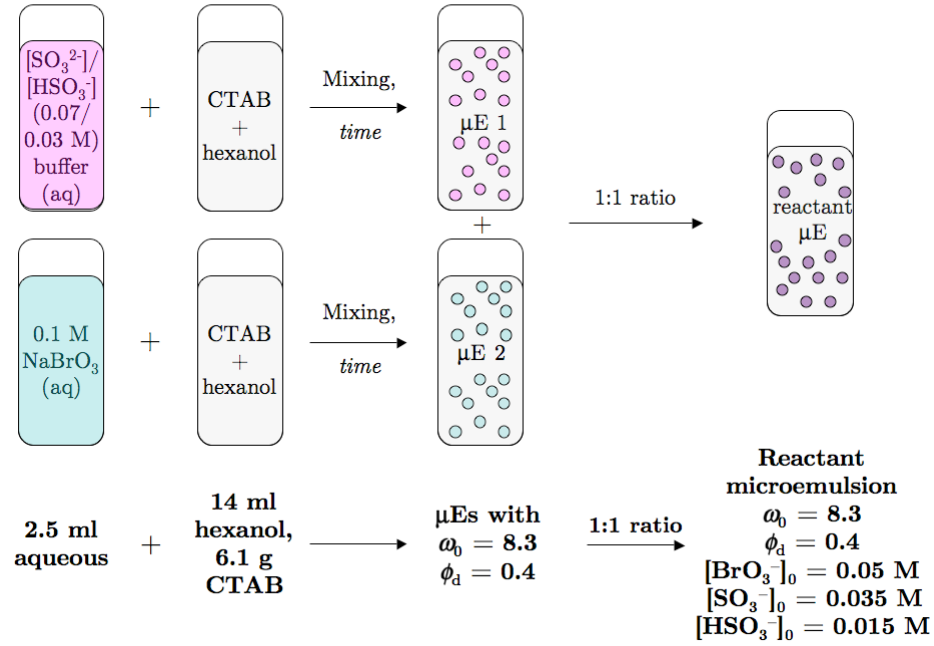 [SO₃²⁻]/
[HSO₃⁻]
(0.07/
0.03 M)
buffer
(aq)
+
CTAB
+
hexanol
Mixing,
time
µE 1
+
1:1 ratio
reactant
µE
0.1 M
NaBrO₃
(aq)
+
CTAB
+
hexanol
Mixing,
time
µE 2
2.5 ml
aqueous
+
14 ml
hexanol,
6.1 g
CTAB
µEs with
ω₀ = 8.3
ϕd = 0.4
1:1 ratio
Reactant
microemulsion
ω₀ = 8.3
ϕd = 0.4
[BrO₃⁻]₀ = 0.05 M
[SO₃⁻]₀ = 0.035 M
[HSO₃⁻]₀ = 0.015 M